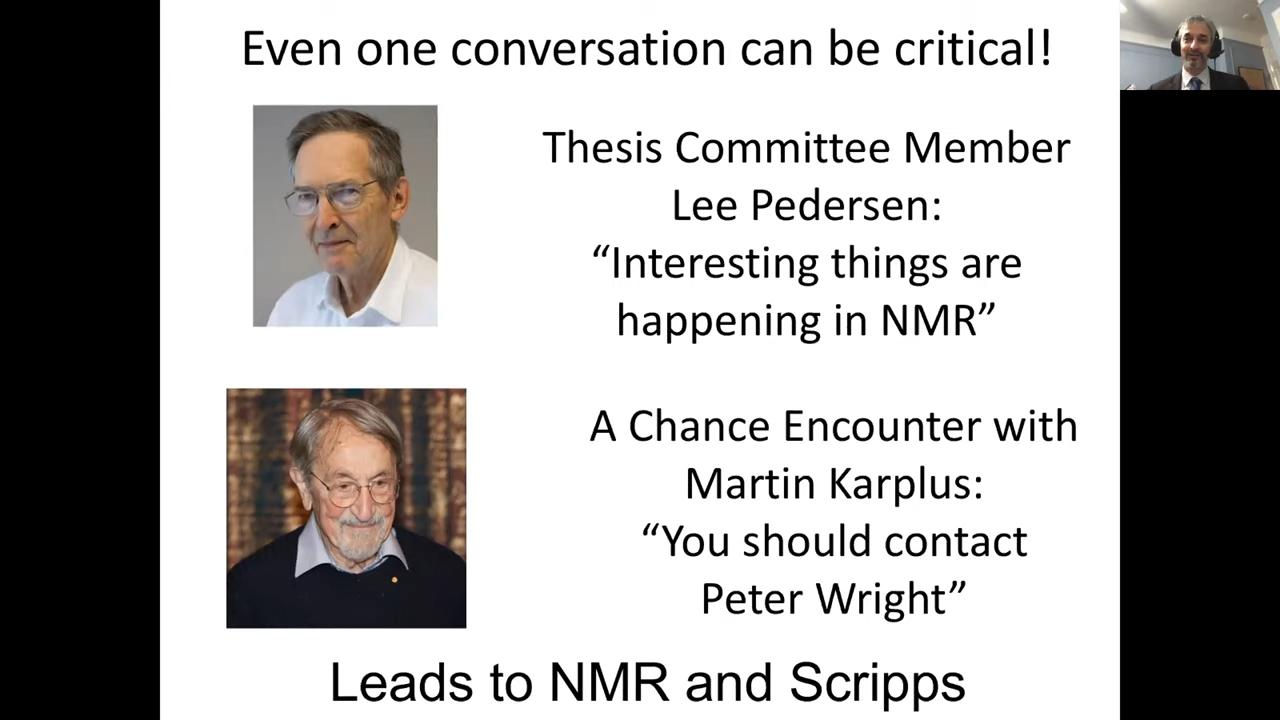 Even one conversation can be critical!
Thesis Committee Member
Lee Pedersen:
“Interesting things are
happening in NMR”
A Chance Encounter with
Martin Karplus:
“You should contact
Peter Wright”
Leads to NMR and Scripps